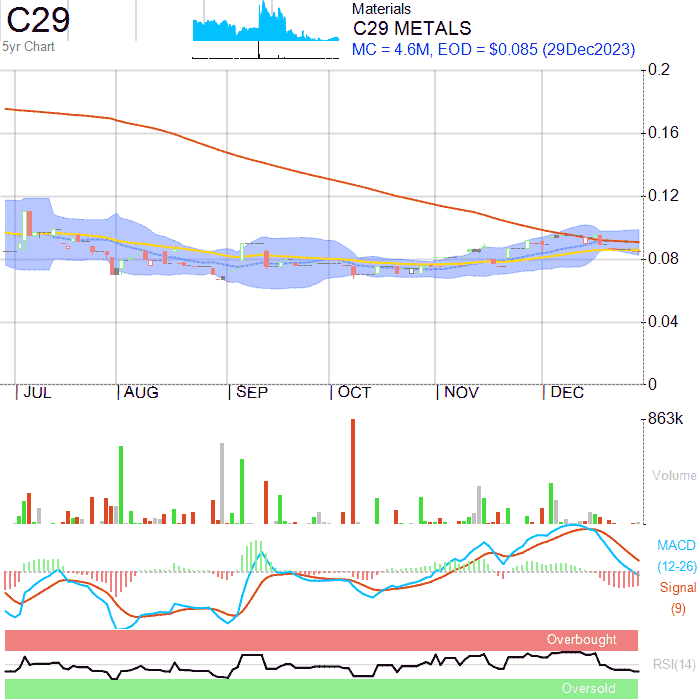 C29
5yr Chart
Materials
C29 METALS
MC = 4.6M, EOD = $0.085 (29Dec2023)
0.2
0.16
0.12
0.08
0.04
0
JUL AUG SEP OCT NOV DEC
863k
Volume
MACD
(12-26)
Signal
(9)
Overbought
RSI(14)
Oversold